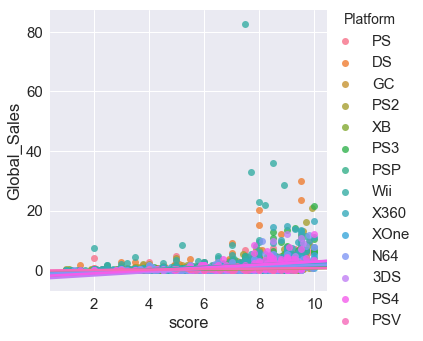 Platform
PS
DS
GC
PS2
XB
PS3
PSP
Wii
X360
XOne
N64
3DS
PS4
PSV
80
60
40
20
0
Global_Sales
2 4 6 8 10
score